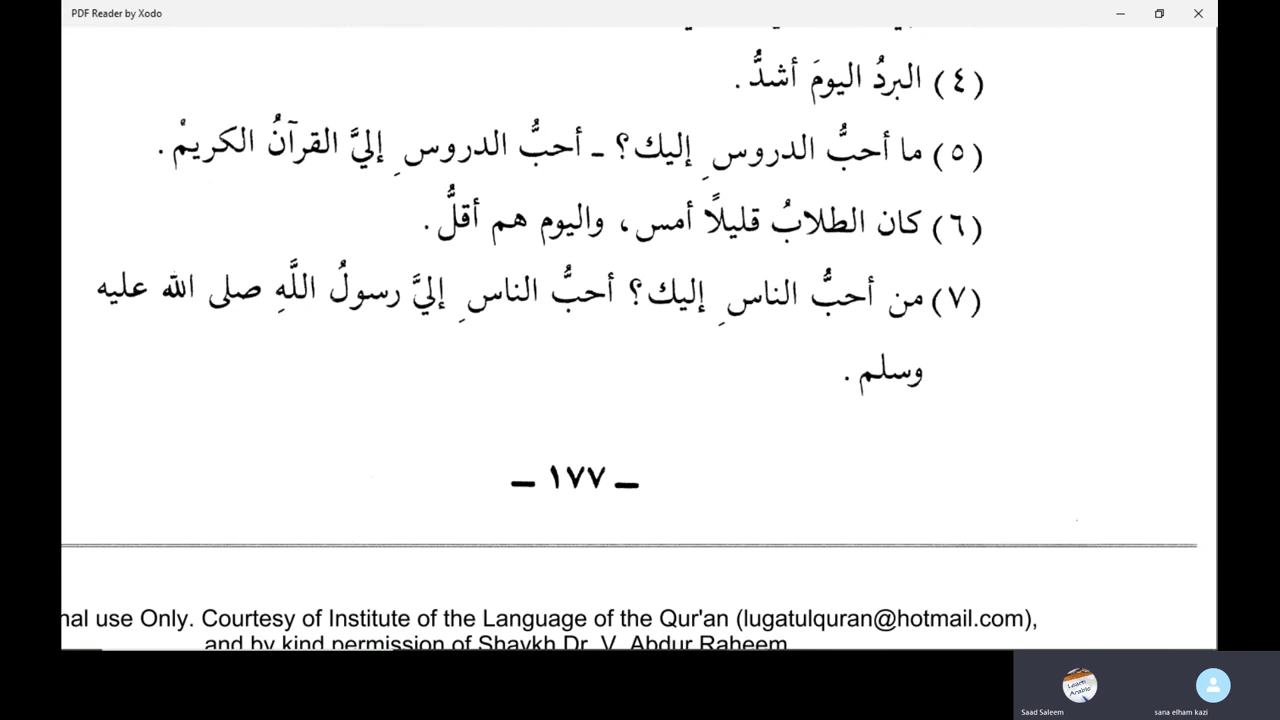 PDF Reader by Xodo
(٤) البردُ اليومَ أشدُّ .
(٥) ما أحبُّ الدروسِ إليك؟ ـ أحبُّ الدروسِ إليَّ القرآنُ الكريمْ .
(٦) كان الطلابُ قليلًا أمس، واليوم هم أقلُّ .
(٧) من أحبُّ الناسِ إليك؟ أحبُّ الناسِ إليَّ رسولُ اللَّهِ صلى الله عليه
وسلم .
ـ ١٧٧ ـ
nal use Only. Courtesy of Institute of the Language of the Qur'an (lugatulquran@hotmail.com),
and by kind permission of Shaykh Dr. V. Abdur Raheem
Learn Arabic
Saad Saleem
sana elham kazi